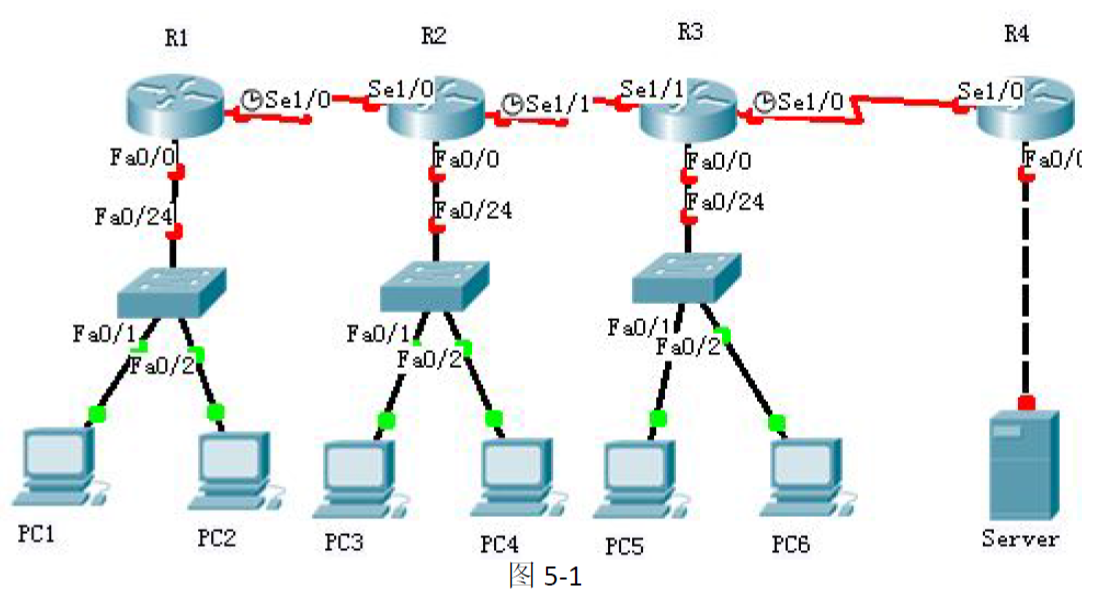 R1
R2
R3
R4
Se1/0
Se1/0
Se1/1
Se1/1
Se1/0
Se1/0
Fa0/0
Fa0/0
Fa0/0
Fa0/0
Fa0/24
Fa0/24
Fa0/24
Fa0/1
Fa0/2
Fa0/1
Fa0/2
Fa0/1
Fa0/2
PC1
PC2
PC3
PC4
PC5
PC6
Server
图 5-1